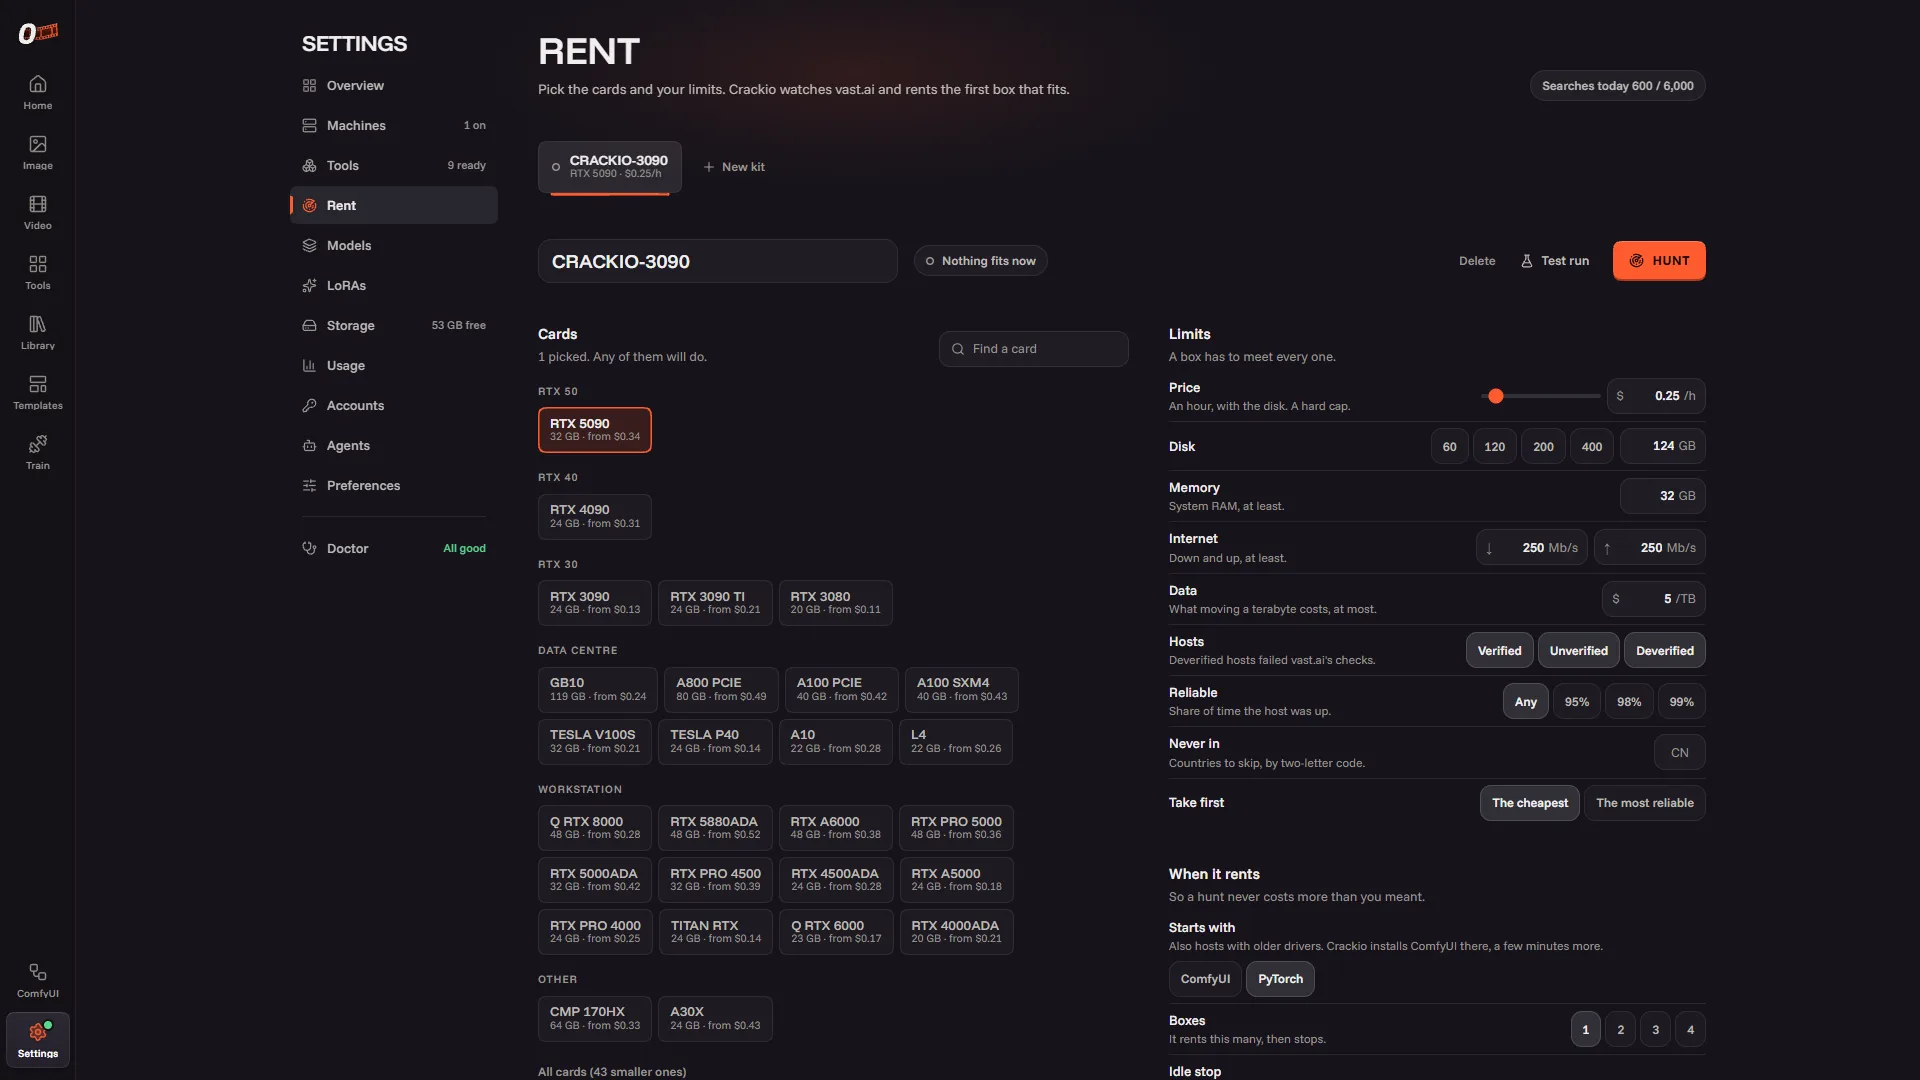 0
Home
Image
Video
Tools
Library
Templates
Train
ComfyUI
Settings
SETTINGS
Overview
Machines 1 on
Tools 9 ready
Rent
Models
LoRAs
Storage 53 GB free
Usage
Accounts
Agents
Preferences
Doctor All good
RENT
Pick the cards and your limits. Crackio watches vast.ai and rents the first box that fits.
Searches today 600 / 6,000
CRACKIO-3090
RTX 5090 · $0.25/h
New kit
CRACKIO-3090
Nothing fits now
Delete
Test run
HUNT
Cards
1 picked. Any of them will do.
Find a card
RTX 50
RTX 5090
32 GB · from $0.34
RTX 40
RTX 4090
24 GB · from $0.31
RTX 30
RTX 3090
24 GB · from $0.13
RTX 3090 TI
24 GB · from $0.21
RTX 3080
20 GB · from $0.11
DATA CENTRE
GB10
119 GB · from $0.24
A800 PCIE
80 GB · from $0.49
A100 PCIE
40 GB · from $0.42
A100 SXM4
40 GB · from $0.43
TESLA V100S
32 GB · from $0.21
TESLA P40
24 GB · from $0.14
A10
22 GB · from $0.28
L4
22 GB · from $0.26
WORKSTATION
Q RTX 8000
48 GB · from $0.28
RTX 5880ADA
48 GB · from $0.52
RTX A6000
48 GB · from $0.38
RTX PRO 5000
48 GB · from $0.36
RTX 5000ADA
32 GB · from $0.42
RTX PRO 4500
32 GB · from $0.39
RTX 4500ADA
24 GB · from $0.28
RTX A5000
24 GB · from $0.18
RTX PRO 4000
24 GB · from $0.25
TITAN RTX
24 GB · from $0.14
Q RTX 6000
23 GB · from $0.17
RTX 4000ADA
20 GB · from $0.21
OTHER
CMP 170HX
64 GB · from $0.33
A30X
24 GB · from $0.43
All cards (43 smaller ones)
Limits
A box has to meet every one.
Price
An hour, with the disk. A hard cap.
$ 0.25 /h
Disk
60 120 200 400 124 GB
Memory
System RAM, at least.
32 GB
Internet
Down and up, at least.
↓ 250 Mb/s ↑ 250 Mb/s
Data
What moving a terabyte costs, at most.
$ 5 /TB
Hosts
Deverified hosts failed vast.ai's checks.
Verified Unverified Deverified
Reliable
Share of time the host was up.
Any 95% 98% 99%
Never in
Countries to skip, by two-letter code.
CN
Take first
The cheapest The most reliable
When it rents
So a hunt never costs more than you meant.
Starts with
Also hosts with older drivers. Crackio installs ComfyUI there, a few minutes more.
ComfyUI PyTorch
Boxes
It rents this many, then stops.
1 2 3 4
Idle stop